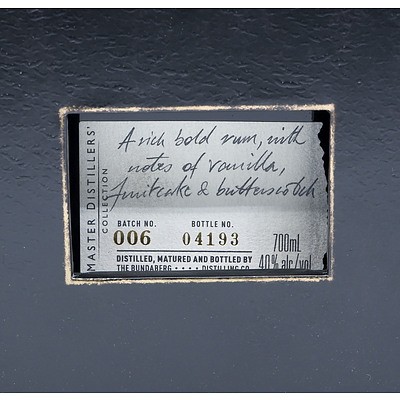 MASTER DISTILLERS'
COLLECTION
A rich bold rum, with
notes of vanilla,
fruitcake & butterscotch
BATCH NO. BOTTLE NO.
006 04193
700mL
DISTILLED, MATURED AND BOTTLED BY
THE BUNDABERG •••• DISTILLING CO
40% alc/vol